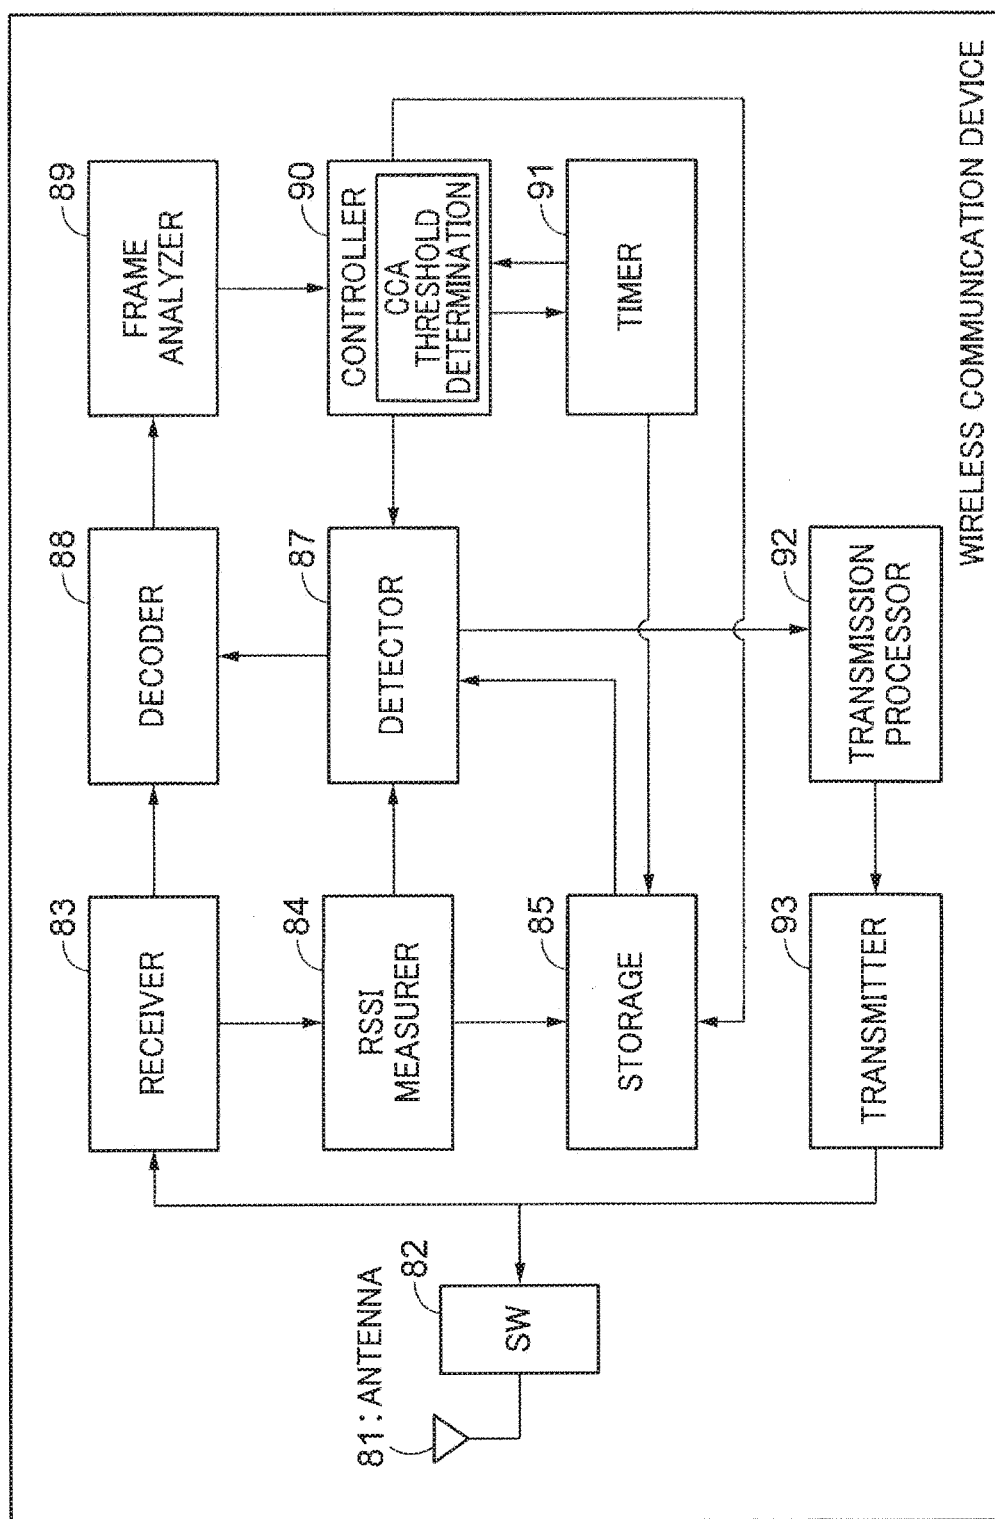 81 : ANTENNA
82
SW
83
RECEIVER
88
DECODER
89
FRAME
ANALYZER
84
RSSI
MEASURER
87
DETECTOR
90
CONTROLLER
CCA
THRESHOLD
DETERMINATION
85
STORAGE
91
TIMER
93
TRANSMITTER
92
TRANSMISSION
PROCESSOR
WIRELESS COMMUNICATION DEVICE